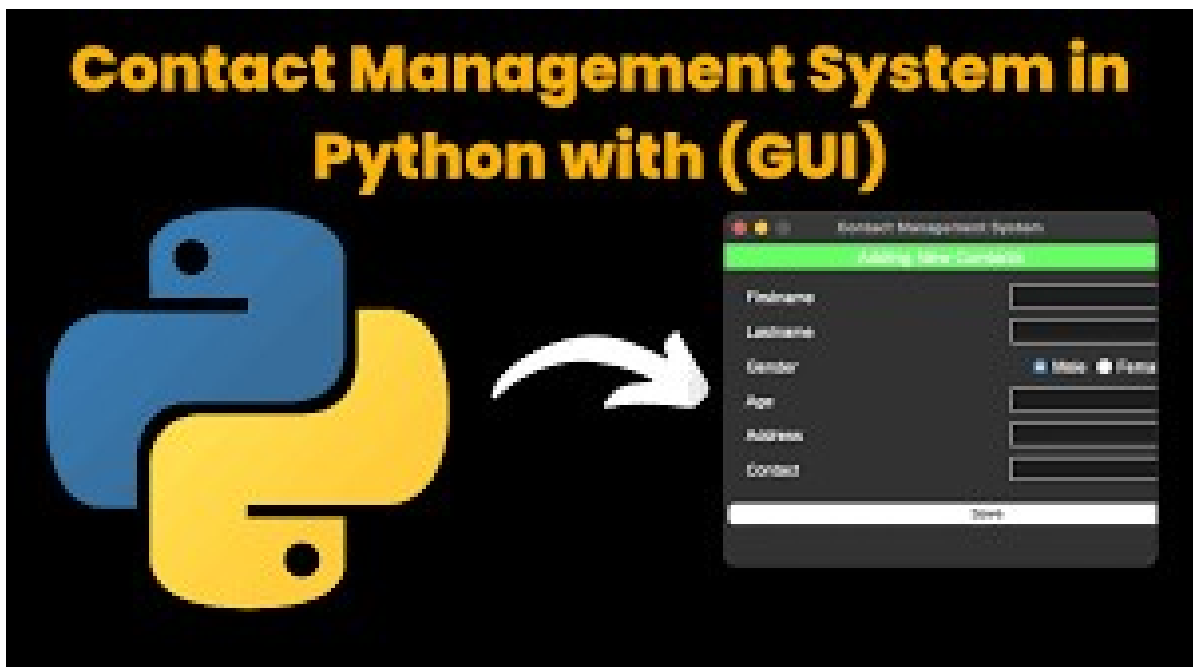 Contact Management System in
Python with (GUI)
Contact Management System
Adding New Contacts
Firstname
Lastname
Gender
Male
Age
Address
Contact
Save